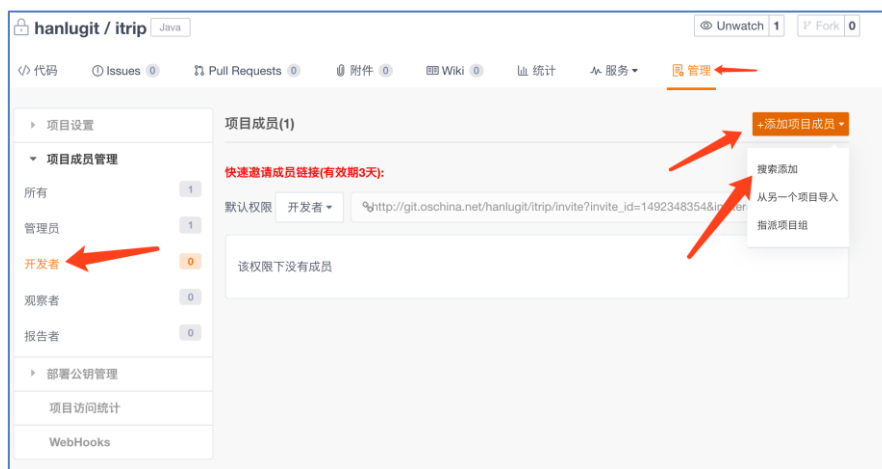 hanlugit / itrip Java Unwatch 1 Fork 0
代码 Issues 0 Pull Requests 0 附件 0 Wiki 0 统计 服务 管理
项目设置
项目成员管理
所有 1
管理员 1
开发者 0
观察者 0
报告者 0
部署公钥管理
项目访问统计
WebHooks
项目成员(1) +添加项目成员
快速邀请成员链接(有效期3天):
默认权限 开发者 http://git.oschina.net/hanlugit/itrip/invite?invite_id=1492348354&in
该权限下没有成员
搜索添加
从另一个项目导入
指派项目组